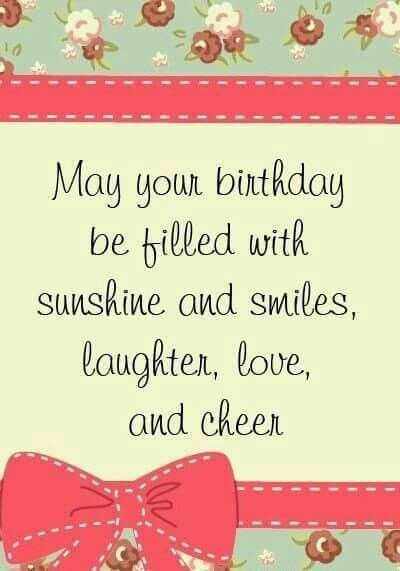 May your birthday
be filled with
sunshine and smiles,
laughter, love,
and cheer